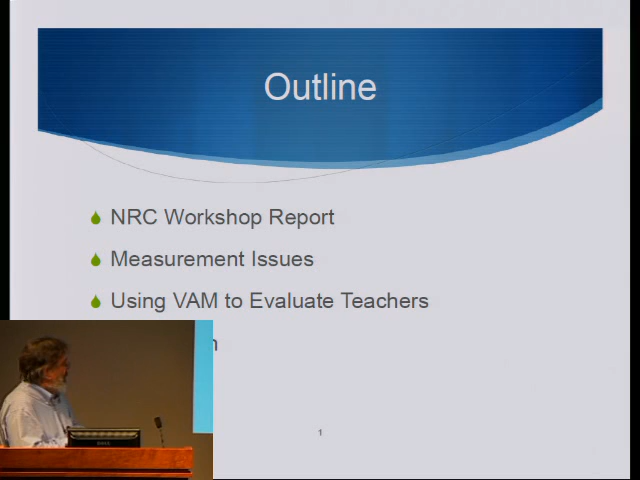 Outline
NRC Workshop Report
Measurement Issues
Using VAM to Evaluate Teachers
1